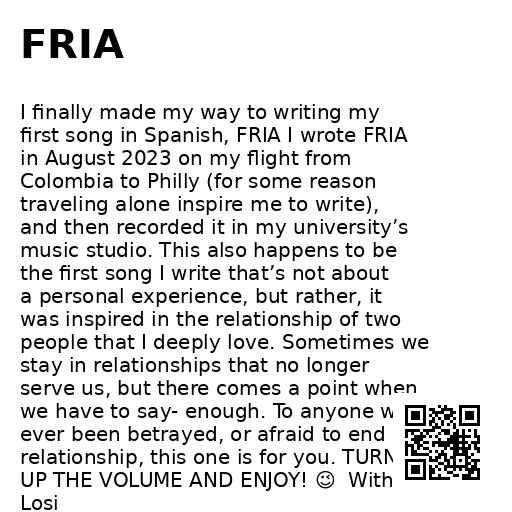 FRIA
I finally made my way to writing my
first song in Spanish, FRIA I wrote FRIA
in August 2023 on my flight from
Colombia to Philly (for some reason
traveling alone inspire me to write),
and then recorded it in my university’s
music studio. This also happens to be
the first song I write that’s not about
a personal experience, but rather, it
was inspired in the relationship of two
people that I deeply love. Sometimes we
stay in relationships that no longer
serve us, but there comes a point when
we have to say- enough. To anyone
ever been betrayed, or afraid to end
relationship, this one is for you. TURN
UP THE VOLUME AND ENJOY! 😉 With
Losi